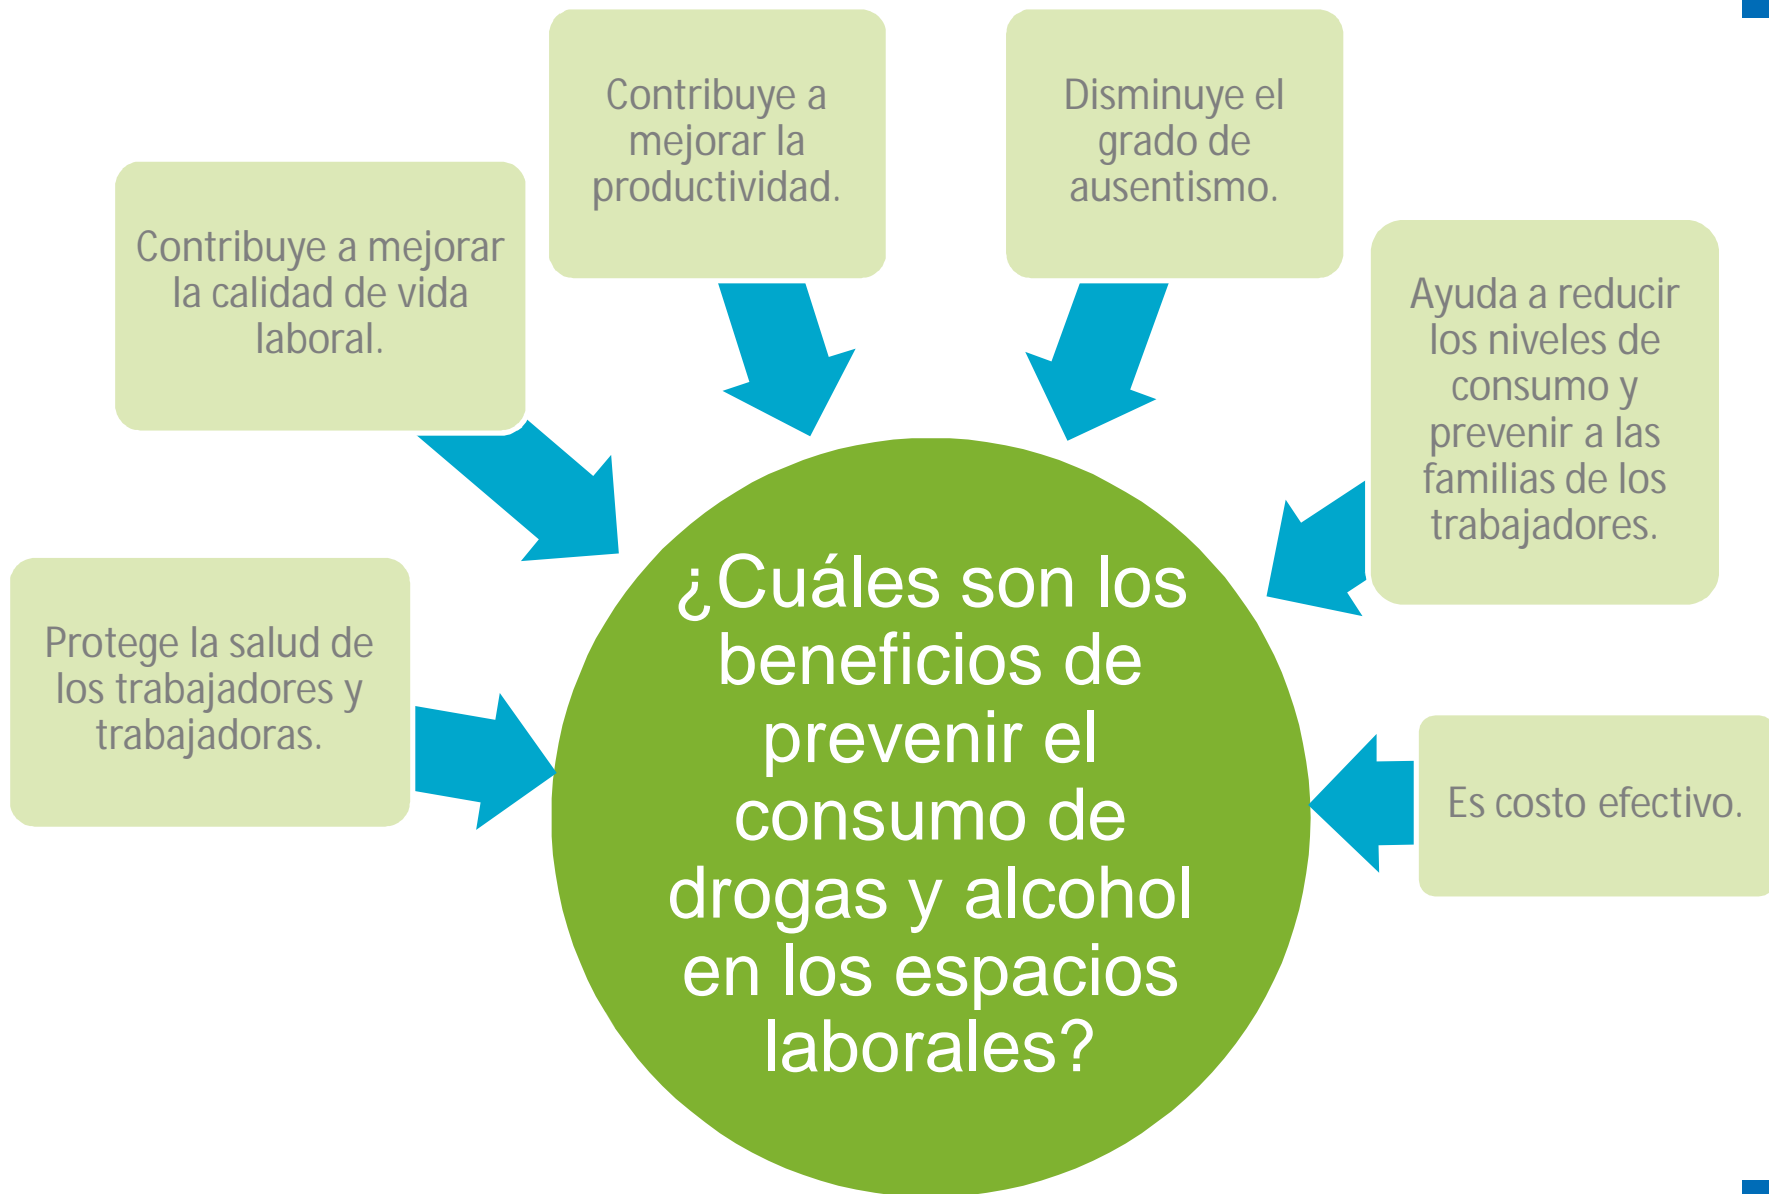 Contribuye a
mejorar la
productividad.
Disminuye el
grado de
ausentismo.
Contribuye a mejorar
la calidad de vida
laboral.
Ayuda a reducir
los niveles de
consumo y
prevenir a las
familias de los
trabajadores.
Protege la salud de
los trabajadores y
trabajadoras.
Es costo efectivo.
¿Cuáles son los
beneficios de
prevenir el
consumo de
drogas y alcohol
en los espacios
laborales?